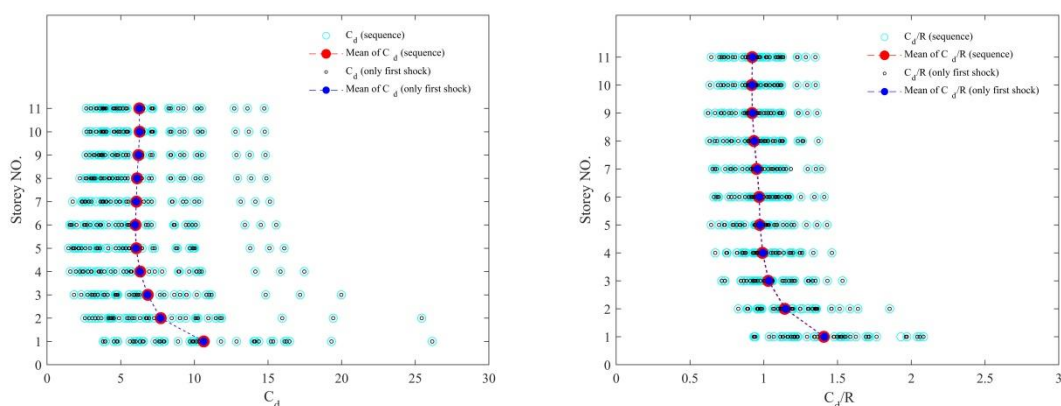 C_d (sequence)
Mean of C_d (sequence)
C_d (only first shock)
Mean of C_d (only first shock)
Storey NO.
11
10
9
8
7
6
5
4
3
2
1
0
0 5 10 15 20 25 30
C_d
C_d/R (sequence)
Mean of C_d/R (sequence)
C_d/R (only first shock)
Mean of C_d/R (only first shock)
Storey NO.
11
10
9
8
7
6
5
4
3
2
1
0
0 0.5 1 1.5 2 2.5 3
C_d/R